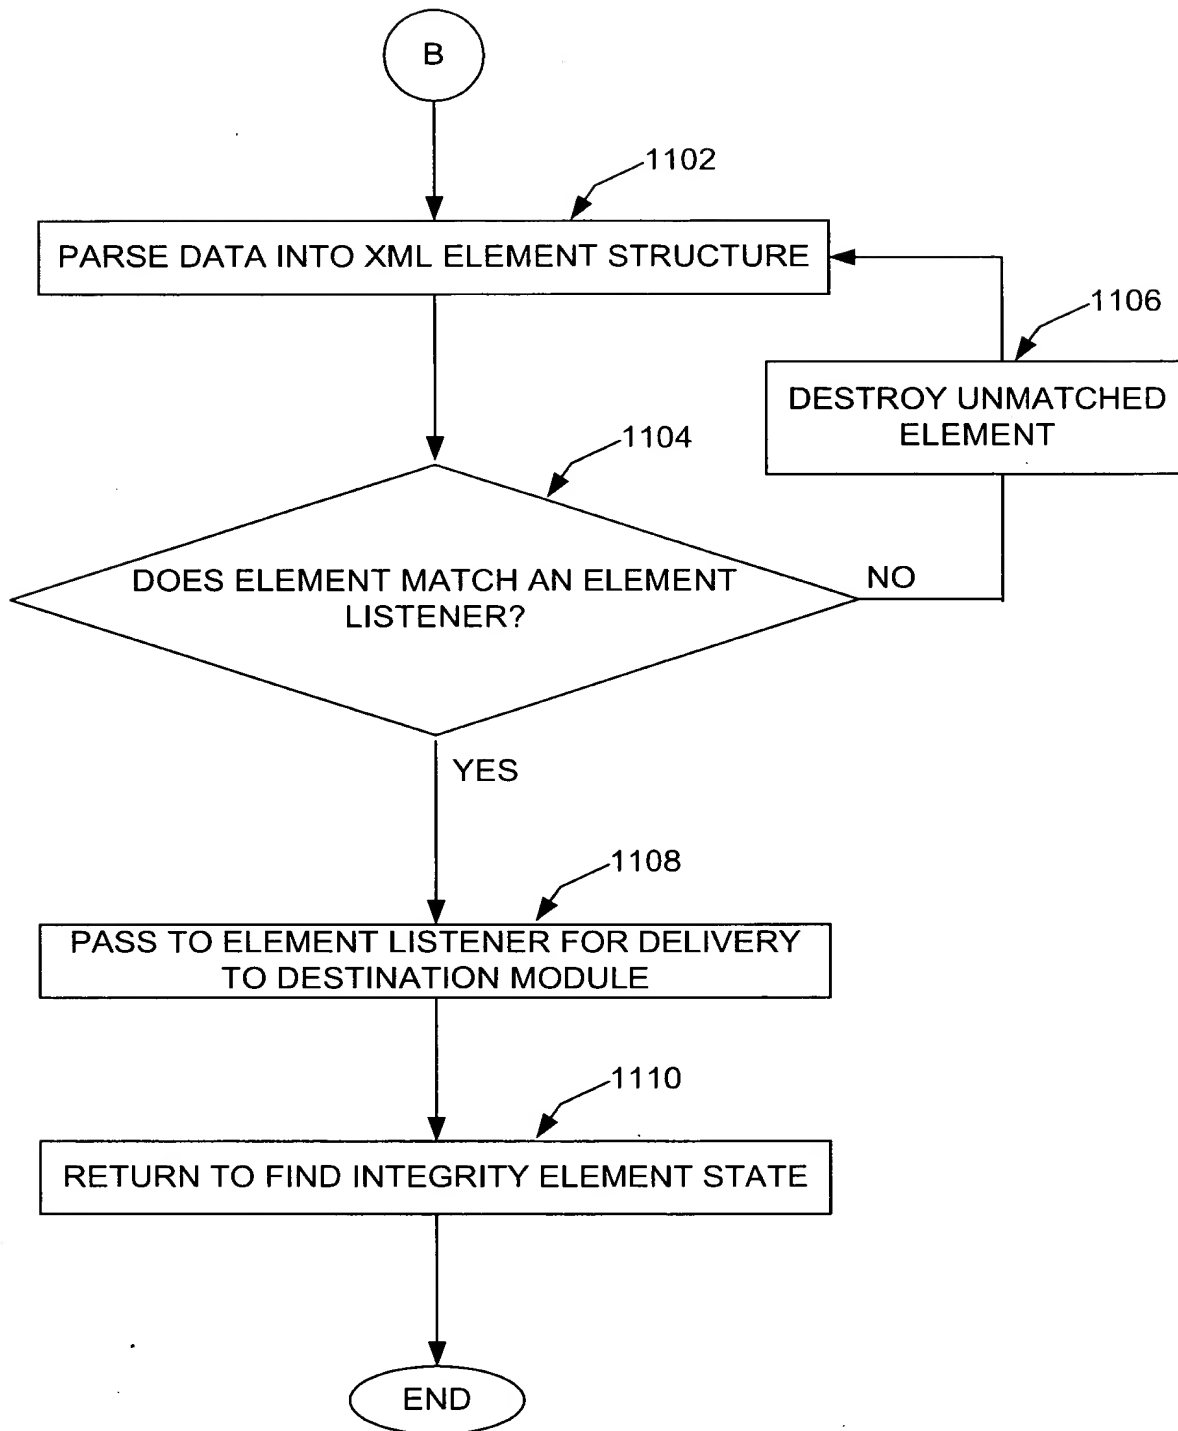 B
1102
PARSE DATA INTO XML ELEMENT STRUCTURE
1106
DESTROY UNMATCHED
ELEMENT
1104
DOES ELEMENT MATCH AN ELEMENT
LISTENER?
NO
YES
1108
PASS TO ELEMENT LISTENER FOR DELIVERY
TO DESTINATION MODULE
1110
RETURN TO FIND INTEGRITY ELEMENT STATE
END